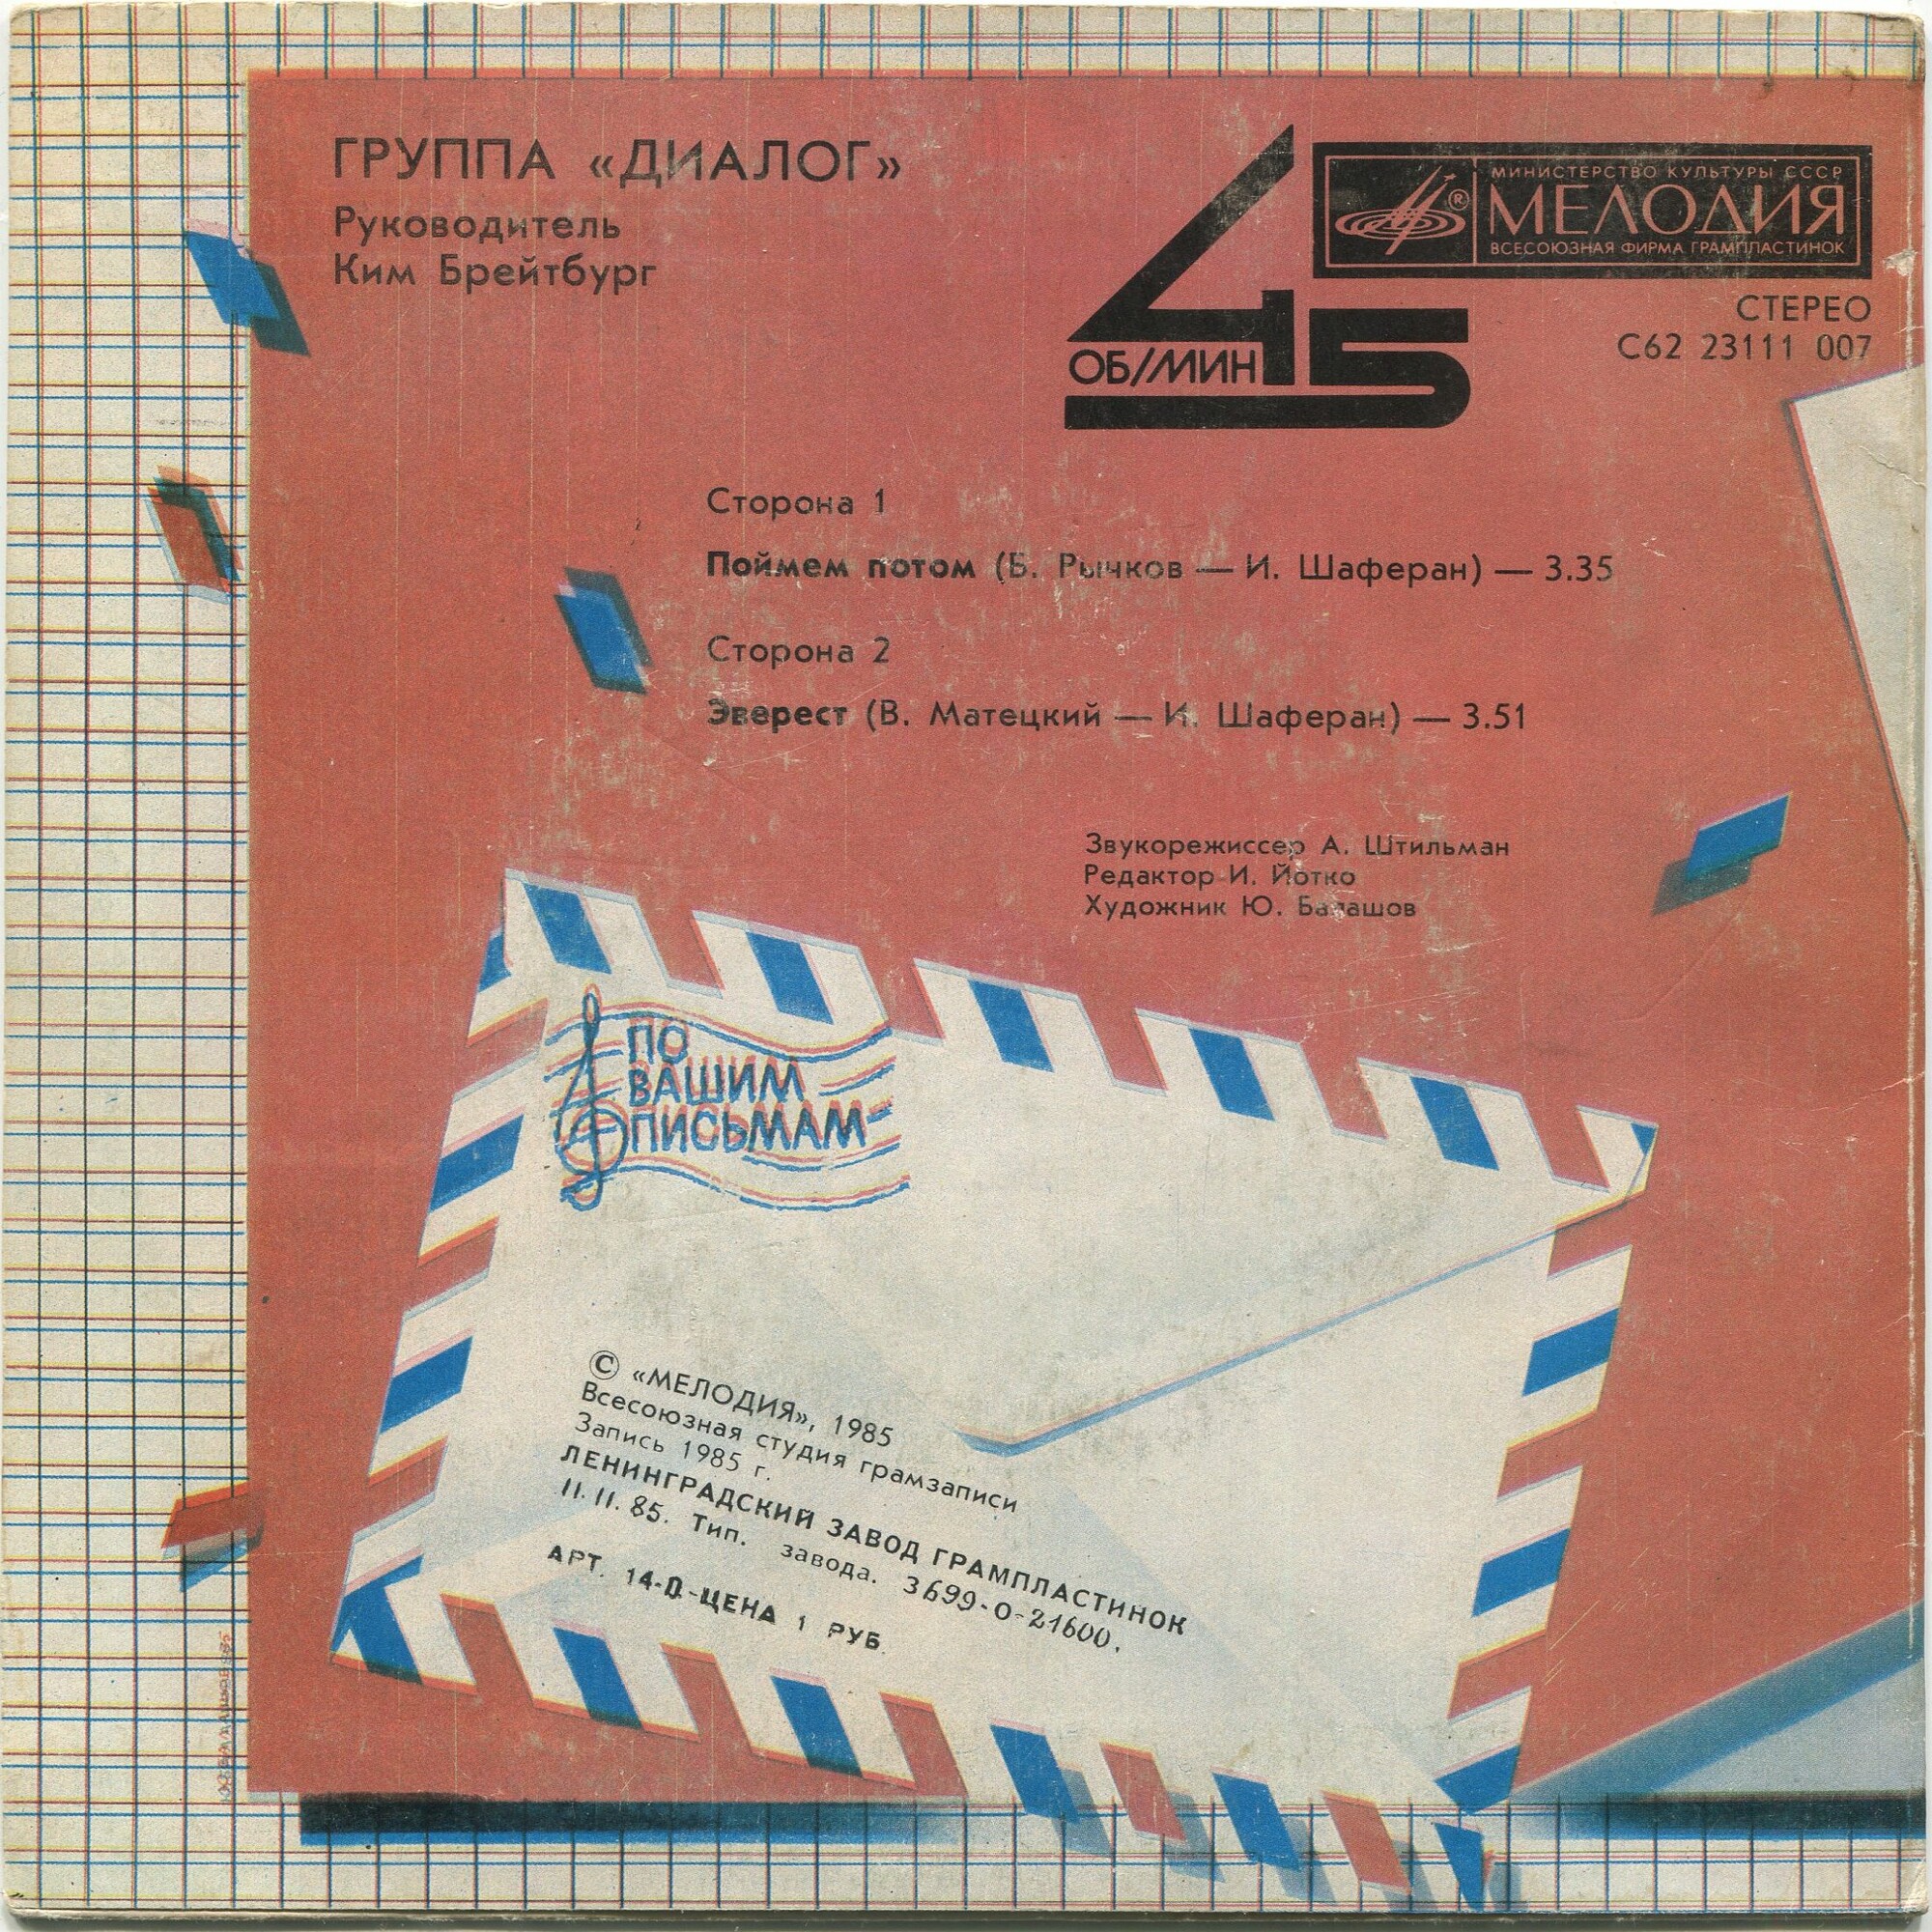 ГРУППА «ДИАЛОГ»
Руководитель
Ким Брейтбург
45
ОБ/МИН
МИНИСТЕРСТВО КУЛЬТУРЫ СССР
МЕЛОДИЯ
ВСЕСОЮЗНАЯ ФИРМА ГРАМПЛАСТИНОК
СТЕРЕО
С62 23111 007
Сторона 1
Поймем потом (Б. Рычков — И. Шаферан) — 3.35
Сторона 2
Эверест (В. Матецкий — И. Шаферан) — 3.51
Звукорежиссер А. Штильман
Редактор И. Йотко
Художник Ю. Балашов
ПО
ВАШИМ
ПИСЬМАМ
© «МЕЛОДИЯ», 1985
Всесоюзная студия грамзаписи
Запись 1985 г.
ЛЕНИНГРАДСКИЙ ЗАВОД ГРАМПЛАСТИНОК
11. 11. 85. Тип. завода. 3699-0-21600.
АРТ. 14-П-ЦЕНА 1 РУБ.